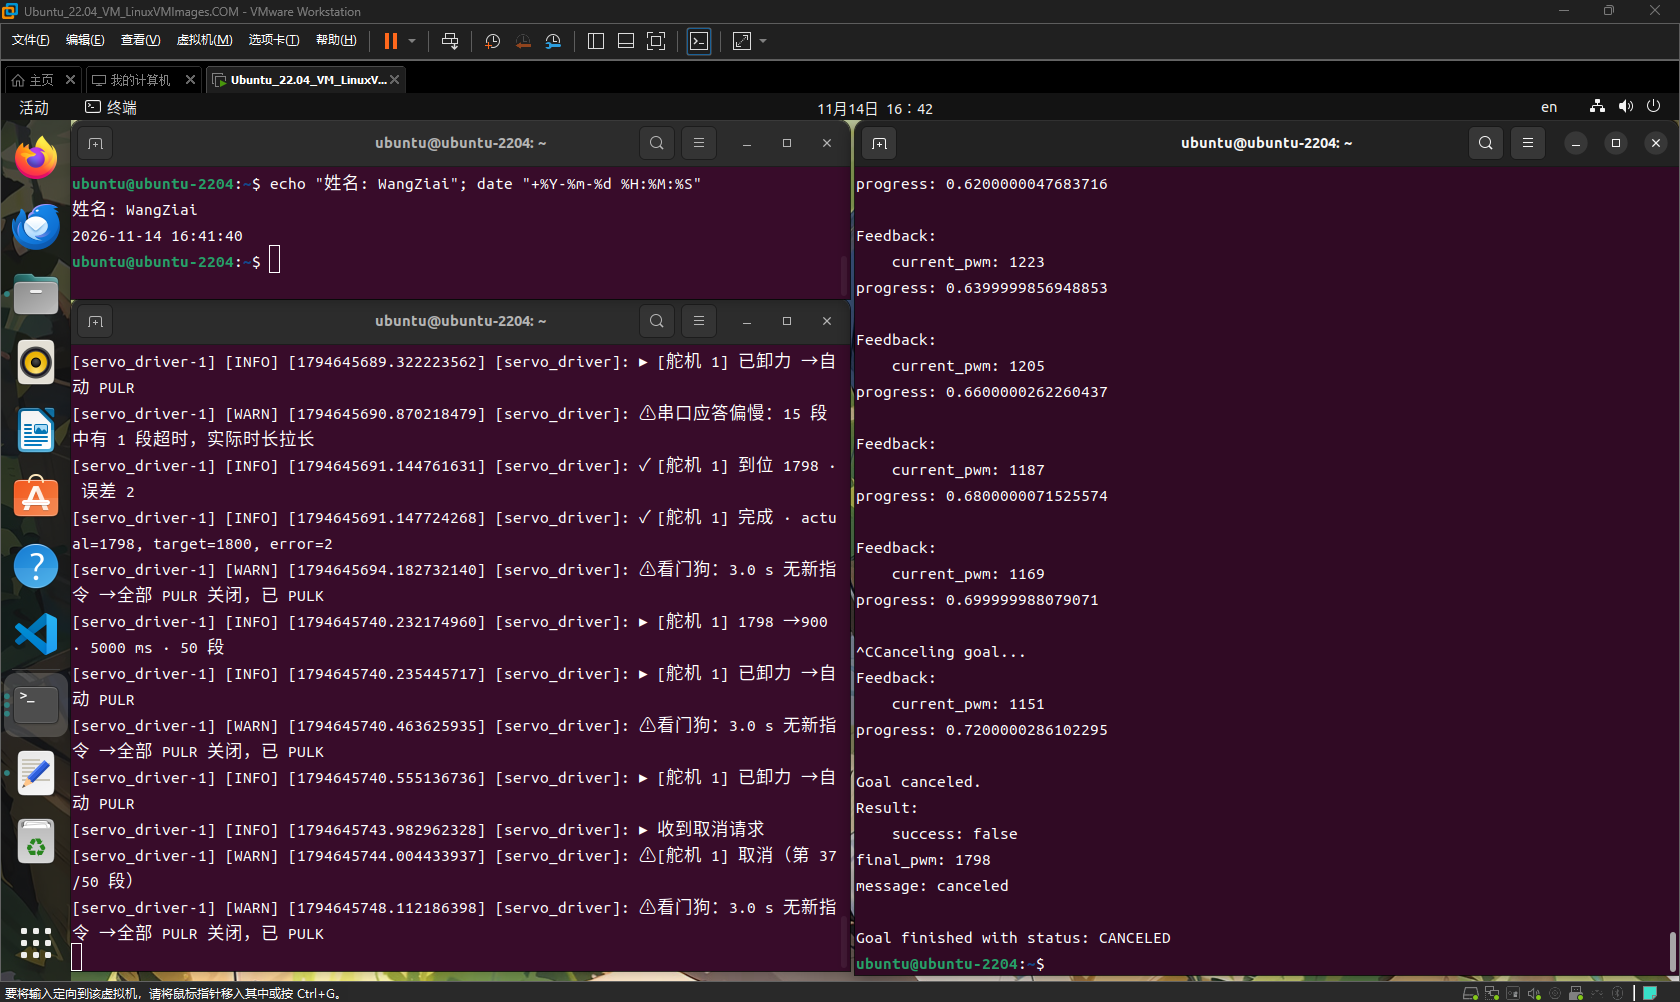 Ubuntu_22.04_VM_LinuxVMImages.COM - VMware Workstation
文件(F) 编辑(E) 查看(V) 虚拟机(M) 选项卡(T) 帮助(H)
主页 我的计算机 Ubuntu_22.04_VM_LinuxV...
活动 终端 11月14日 16：42 en
ubuntu@ubuntu-2204: ~
ubuntu@ubuntu-2204:~$ echo "姓名: WangZiai"; date "+%Y-%m-%d %H:%M:%S"
姓名: WangZiai
2026-11-14 16:41:40
ubuntu@ubuntu-2204:~$
ubuntu@ubuntu-2204: ~
[servo_driver-1] [INFO] [1794645689.322223562] [servo_driver]: ▶ [舵机 1] 已卸力 →自
动 PULR
[servo_driver-1] [WARN] [1794645690.870218479] [servo_driver]: ⚠串口应答偏慢: 15 段
中有 1 段超时，实际时长拉长
[servo_driver-1] [INFO] [1794645691.144761631] [servo_driver]: ✓ [舵机 1] 到位 1798 ·
误差 2
[servo_driver-1] [INFO] [1794645691.147724268] [servo_driver]: ✓ [舵机 1] 完成 · actu
al=1798, target=1800, error=2
[servo_driver-1] [WARN] [1794645694.182732140] [servo_driver]: ⚠看门狗: 3.0 s 无新指
令 →全部 PULR 关闭，已 PULK
[servo_driver-1] [INFO] [1794645740.232174960] [servo_driver]: ▶ [舵机 1] 1798 →900
· 5000 ms · 50 段
[servo_driver-1] [INFO] [1794645740.235445717] [servo_driver]: ▶ [舵机 1] 已卸力 →自
动 PULR
[servo_driver-1] [WARN] [1794645740.463625935] [servo_driver]: ⚠看门狗: 3.0 s 无新指
令 →全部 PULR 关闭，已 PULK
[servo_driver-1] [INFO] [1794645740.555136736] [servo_driver]: ▶ [舵机 1] 已卸力 →自
动 PULR
[servo_driver-1] [INFO] [1794645743.982962328] [servo_driver]: ▶ 收到取消请求
[servo_driver-1] [WARN] [1794645744.004433937] [servo_driver]: ⚠[舵机 1] 取消（第 37
/50 段）
[servo_driver-1] [WARN] [1794645748.112186398] [servo_driver]: ⚠看门狗: 3.0 s 无新指
令 →全部 PULR 关闭，已 PULK
ubuntu@ubuntu-2204: ~
progress: 0.6200000047683716
Feedback:
current_pwm: 1223
progress: 0.6399999856948853
Feedback:
current_pwm: 1205
progress: 0.6600000262260437
Feedback:
current_pwm: 1187
progress: 0.6800000071525574
Feedback:
current_pwm: 1169
progress: 0.699999988079071
^CCanceling goal...
Feedback:
current_pwm: 1151
progress: 0.7200000286102295
Goal canceled.
Result:
success: false
final_pwm: 1798
message: canceled
Goal finished with status: CANCELED
ubuntu@ubuntu-2204:~$
要将输入定向到该虚拟机，请将鼠标指针移入其中或按 Ctrl+G。